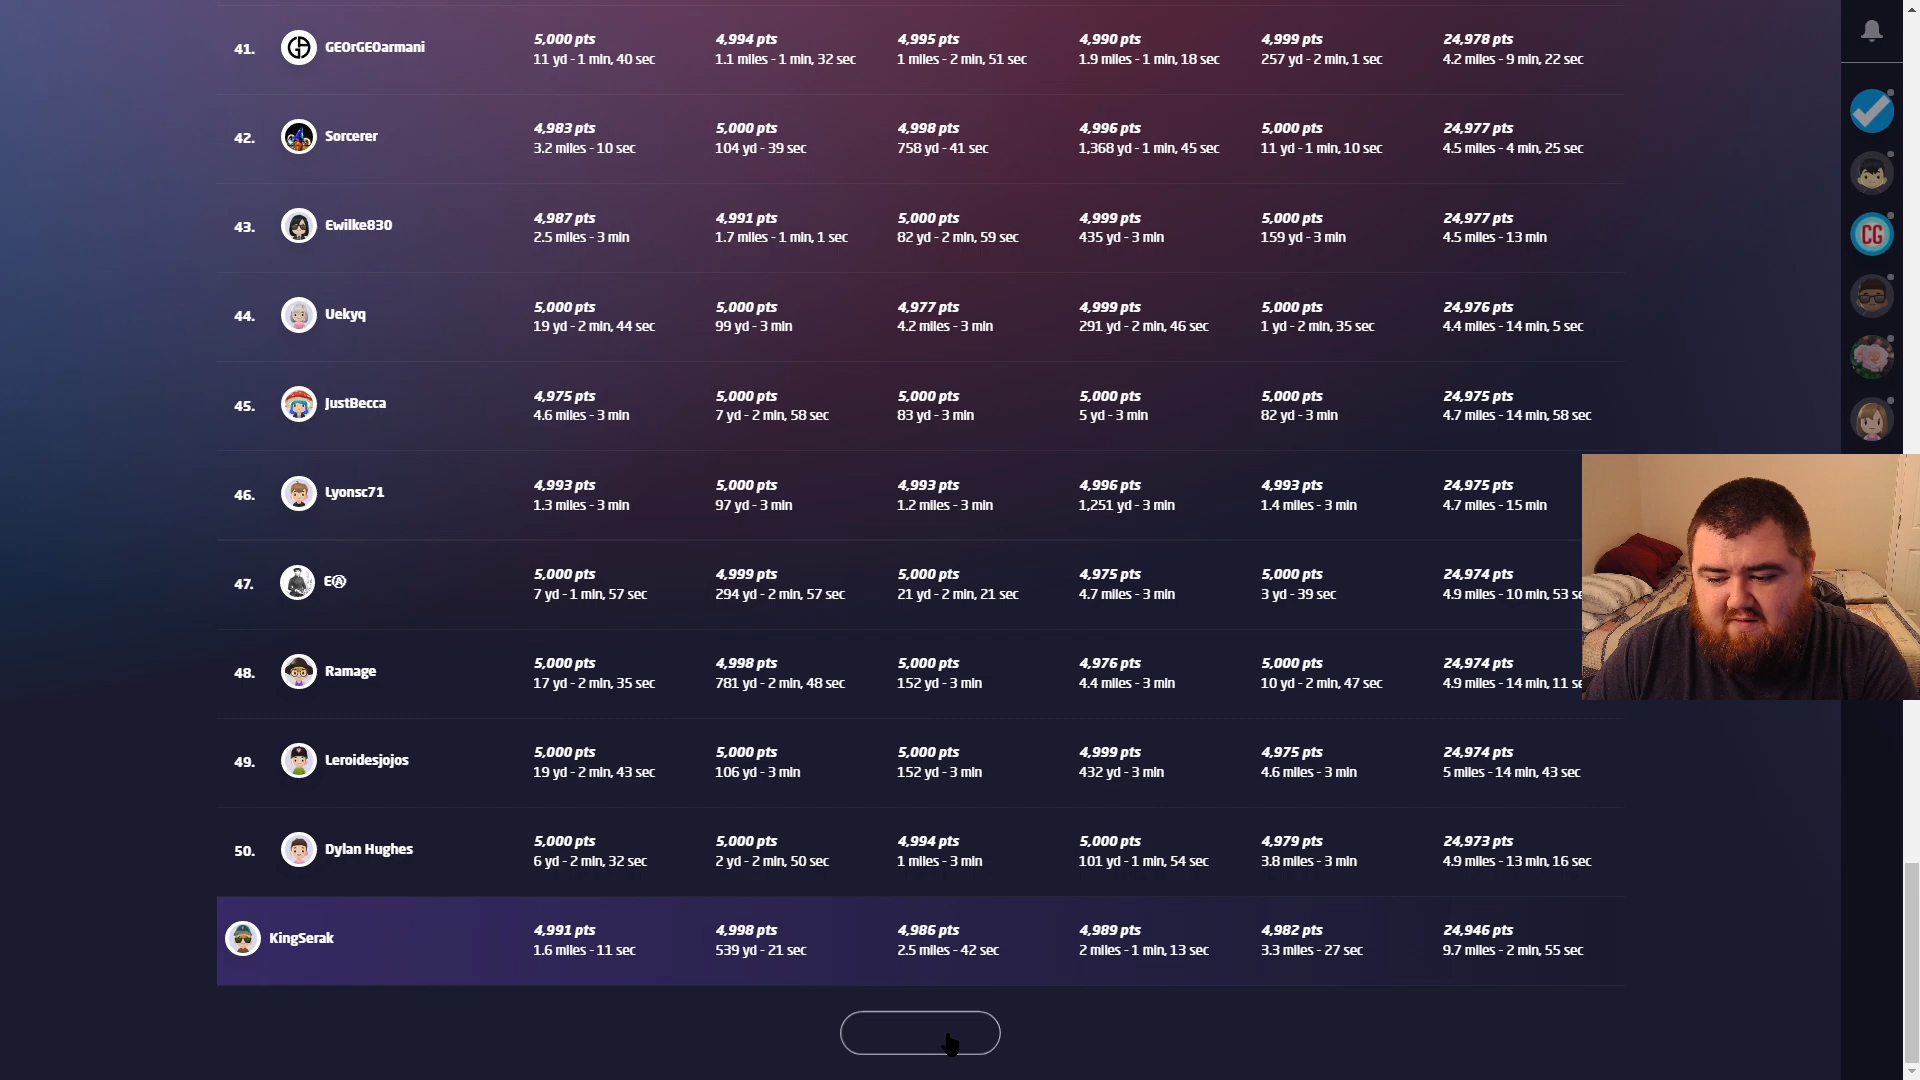 41. GEOrGEOarmani 5,000 pts 4,994 pts 4,995 pts 4,990 pts 4,999 pts 24,978 pts
11 yd - 1 min, 40 sec 1.1 miles - 1 min, 32 sec 1 miles - 2 min, 51 sec 1.9 miles - 1 min, 18 sec 257 yd - 2 min, 1 sec 4.2 miles - 9 min, 22 sec
42. Sorcerer 4,983 pts 5,000 pts 4,998 pts 4,996 pts 5,000 pts 24,977 pts
3.2 miles - 10 sec 104 yd - 39 sec 758 yd - 41 sec 1,368 yd - 1 min, 45 sec 11 yd - 1 min, 10 sec 4.5 miles - 4 min, 25 sec
43. Ewilke830 4,987 pts 4,991 pts 5,000 pts 4,999 pts 5,000 pts 24,977 pts
2.5 miles - 3 min 1.7 miles - 1 min, 1 sec 82 yd - 2 min, 59 sec 435 yd - 3 min 159 yd - 3 min 4.5 miles - 13 min
CG
44. Uekyq 5,000 pts 5,000 pts 4,977 pts 4,999 pts 5,000 pts 24,976 pts
19 yd - 2 min, 44 sec 99 yd - 3 min 4.2 miles - 3 min 291 yd - 2 min, 46 sec 1 yd - 2 min, 35 sec 4.4 miles - 14 min, 5 sec
45. JustBecca 4,975 pts 5,000 pts 5,000 pts 5,000 pts 5,000 pts 24,975 pts
4.6 miles - 3 min 7 yd - 2 min, 58 sec 83 yd - 3 min 5 yd - 3 min 82 yd - 3 min 4.7 miles - 14 min, 58 sec
46. Lyonsc71 4,993 pts 5,000 pts 4,993 pts 4,996 pts 4,993 pts 24,975 pts
1.3 miles - 3 min 97 yd - 3 min 1.2 miles - 3 min 1,251 yd - 3 min 1.4 miles - 3 min 4.7 miles - 15 min
47. EⒶ 5,000 pts 4,999 pts 5,000 pts 4,975 pts 5,000 pts 24,974 pts
7 yd - 1 min, 57 sec 294 yd - 2 min, 57 sec 21 yd - 2 min, 21 sec 4.7 miles - 3 min 3 yd - 39 sec 4.9 miles - 10 min, 53 se
48. Ramage 5,000 pts 4,998 pts 5,000 pts 4,976 pts 5,000 pts 24,974 pts
17 yd - 2 min, 35 sec 781 yd - 2 min, 48 sec 152 yd - 3 min 4.4 miles - 3 min 10 yd - 2 min, 47 sec 4.9 miles - 14 min, 11 se
49. Leroidesjojos 5,000 pts 5,000 pts 5,000 pts 4,999 pts 4,975 pts 24,974 pts
19 yd - 2 min, 43 sec 106 yd - 3 min 152 yd - 3 min 432 yd - 3 min 4.6 miles - 3 min 5 miles - 14 min, 43 sec
50. Dylan Hughes 5,000 pts 5,000 pts 4,994 pts 5,000 pts 4,979 pts 24,973 pts
6 yd - 2 min, 32 sec 2 yd - 2 min, 50 sec 1 miles - 3 min 101 yd - 1 min, 54 sec 3.8 miles - 3 min 4.9 miles - 13 min, 16 sec
KingSerak 4,991 pts 4,998 pts 4,986 pts 4,989 pts 4,982 pts 24,946 pts
1.6 miles - 11 sec 539 yd - 21 sec 2.5 miles - 42 sec 2 miles - 1 min, 13 sec 3.3 miles - 27 sec 9.7 miles - 2 min, 55 sec